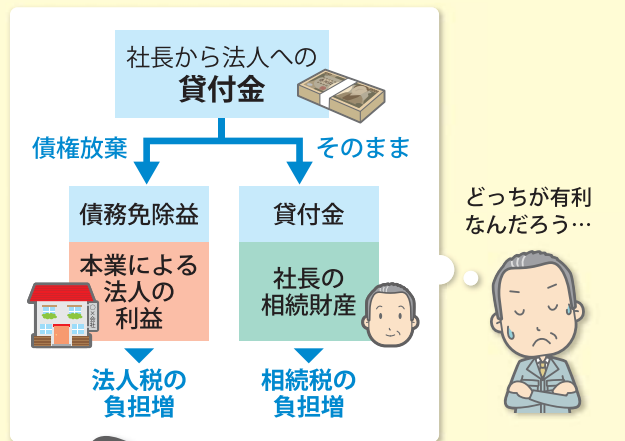 社長から法人への
貸付金
債権放棄
そのまま
債務免除益
貸付金
本業による
法人の
利益
社長の
相続財産
法人税の
負担増
相続税の
負担増
どっちが有利
なんだろう…